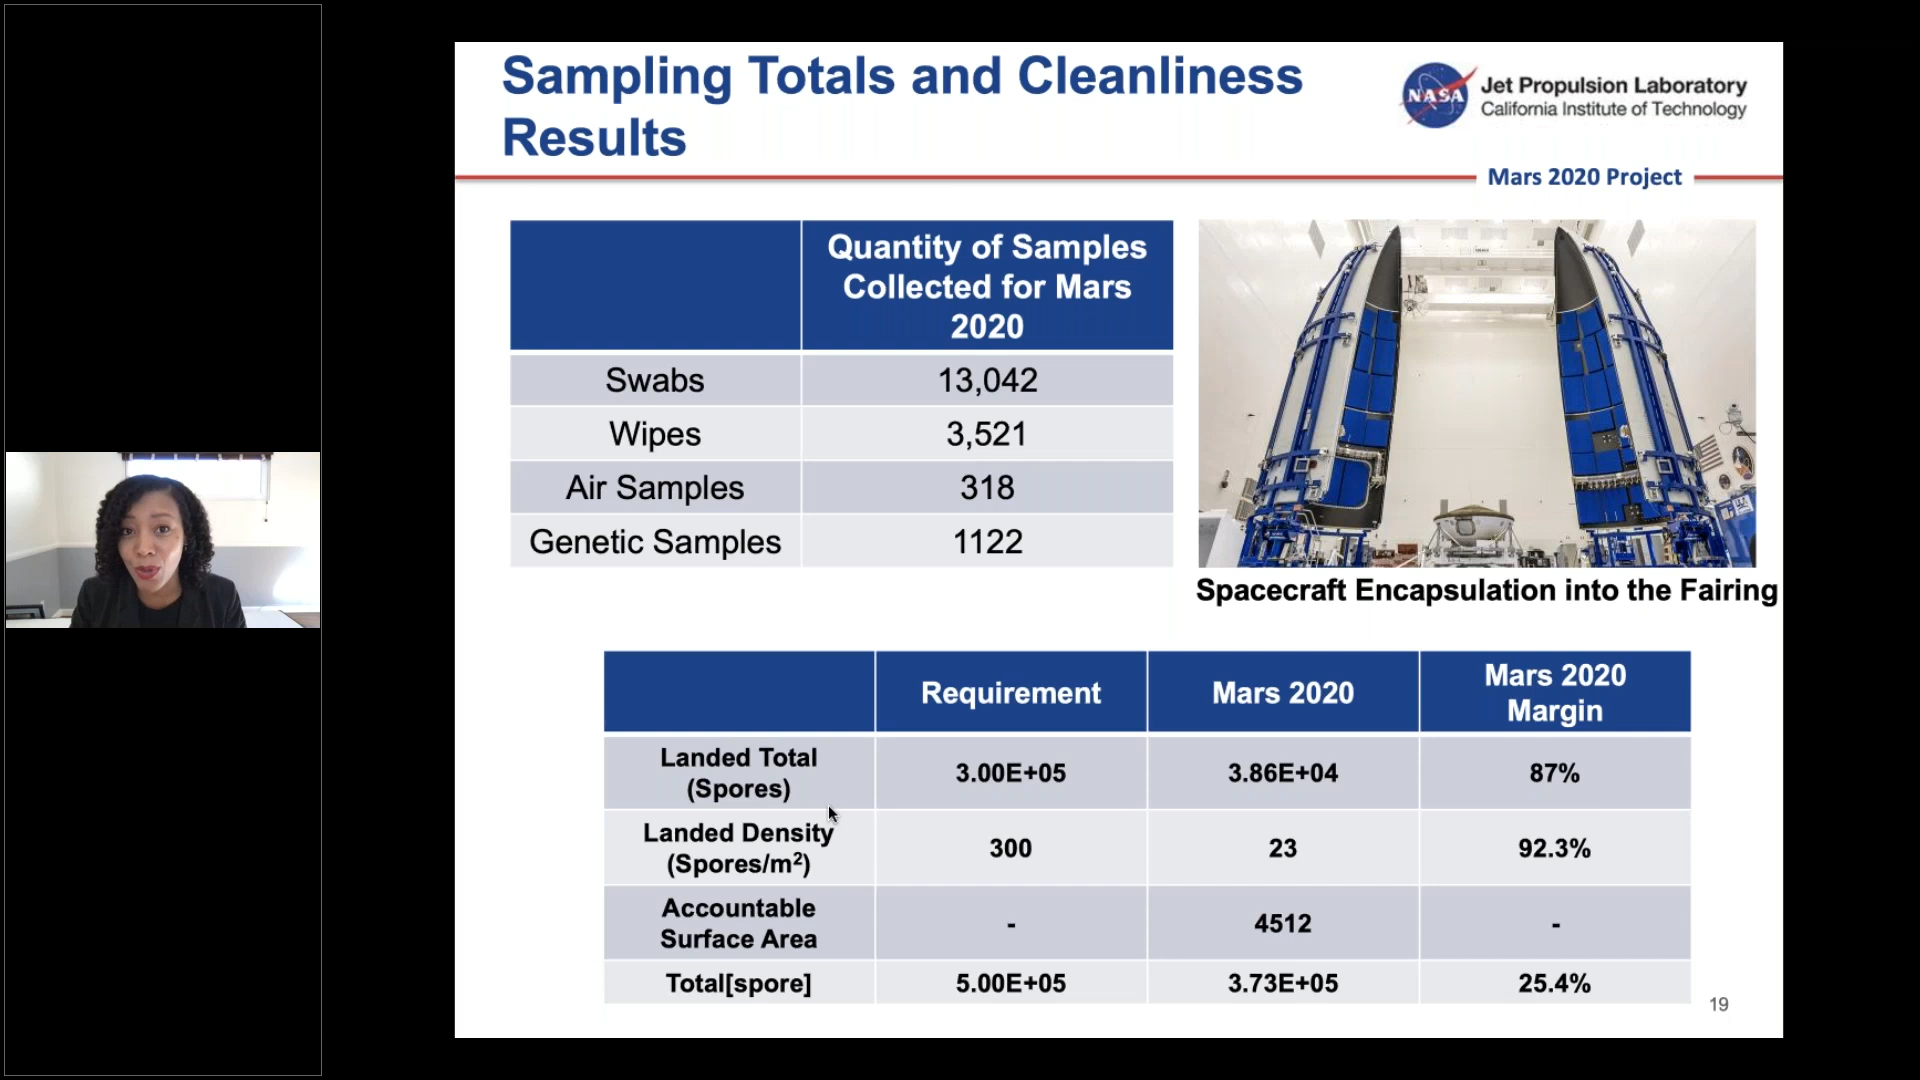 Sampling Totals and Cleanliness
Results
NASA
Jet Propulsion Laboratory
California Institute of Technology
Mars 2020 Project
Quantity of Samples
Collected for Mars
2020
Swabs 13,042
Wipes 3,521
Air Samples 318
Genetic Samples 1122
Spacecraft Encapsulation into the Fairing
Requirement Mars 2020 Mars 2020
Margin
Landed Total
(Spores) 3.00E+05 3.86E+04 87%
Landed Density
(Spores/m²) 300 23 92.3%
Accountable
Surface Area - 4512 -
Total[spore] 5.00E+05 3.73E+05 25.4%
19